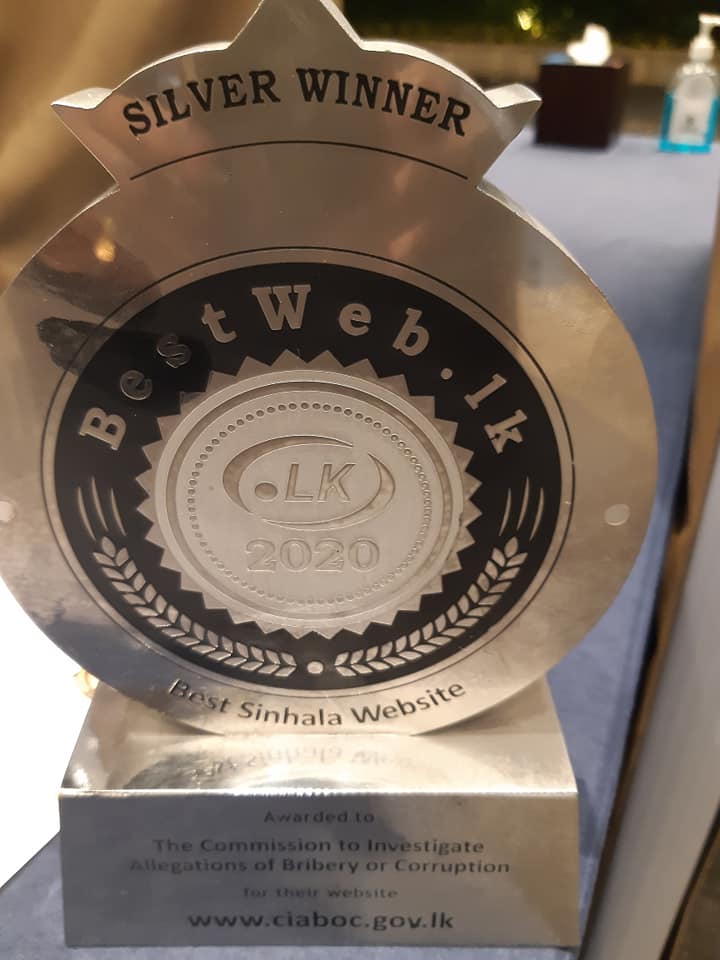 SILVER WINNER
BestWeb.lk
.LK
2020
Best Sinhala Website
Awarded to
The Commission to Investigate
Allegations of Bribery or Corruption
for their website
www.ciaboc.gov.lk